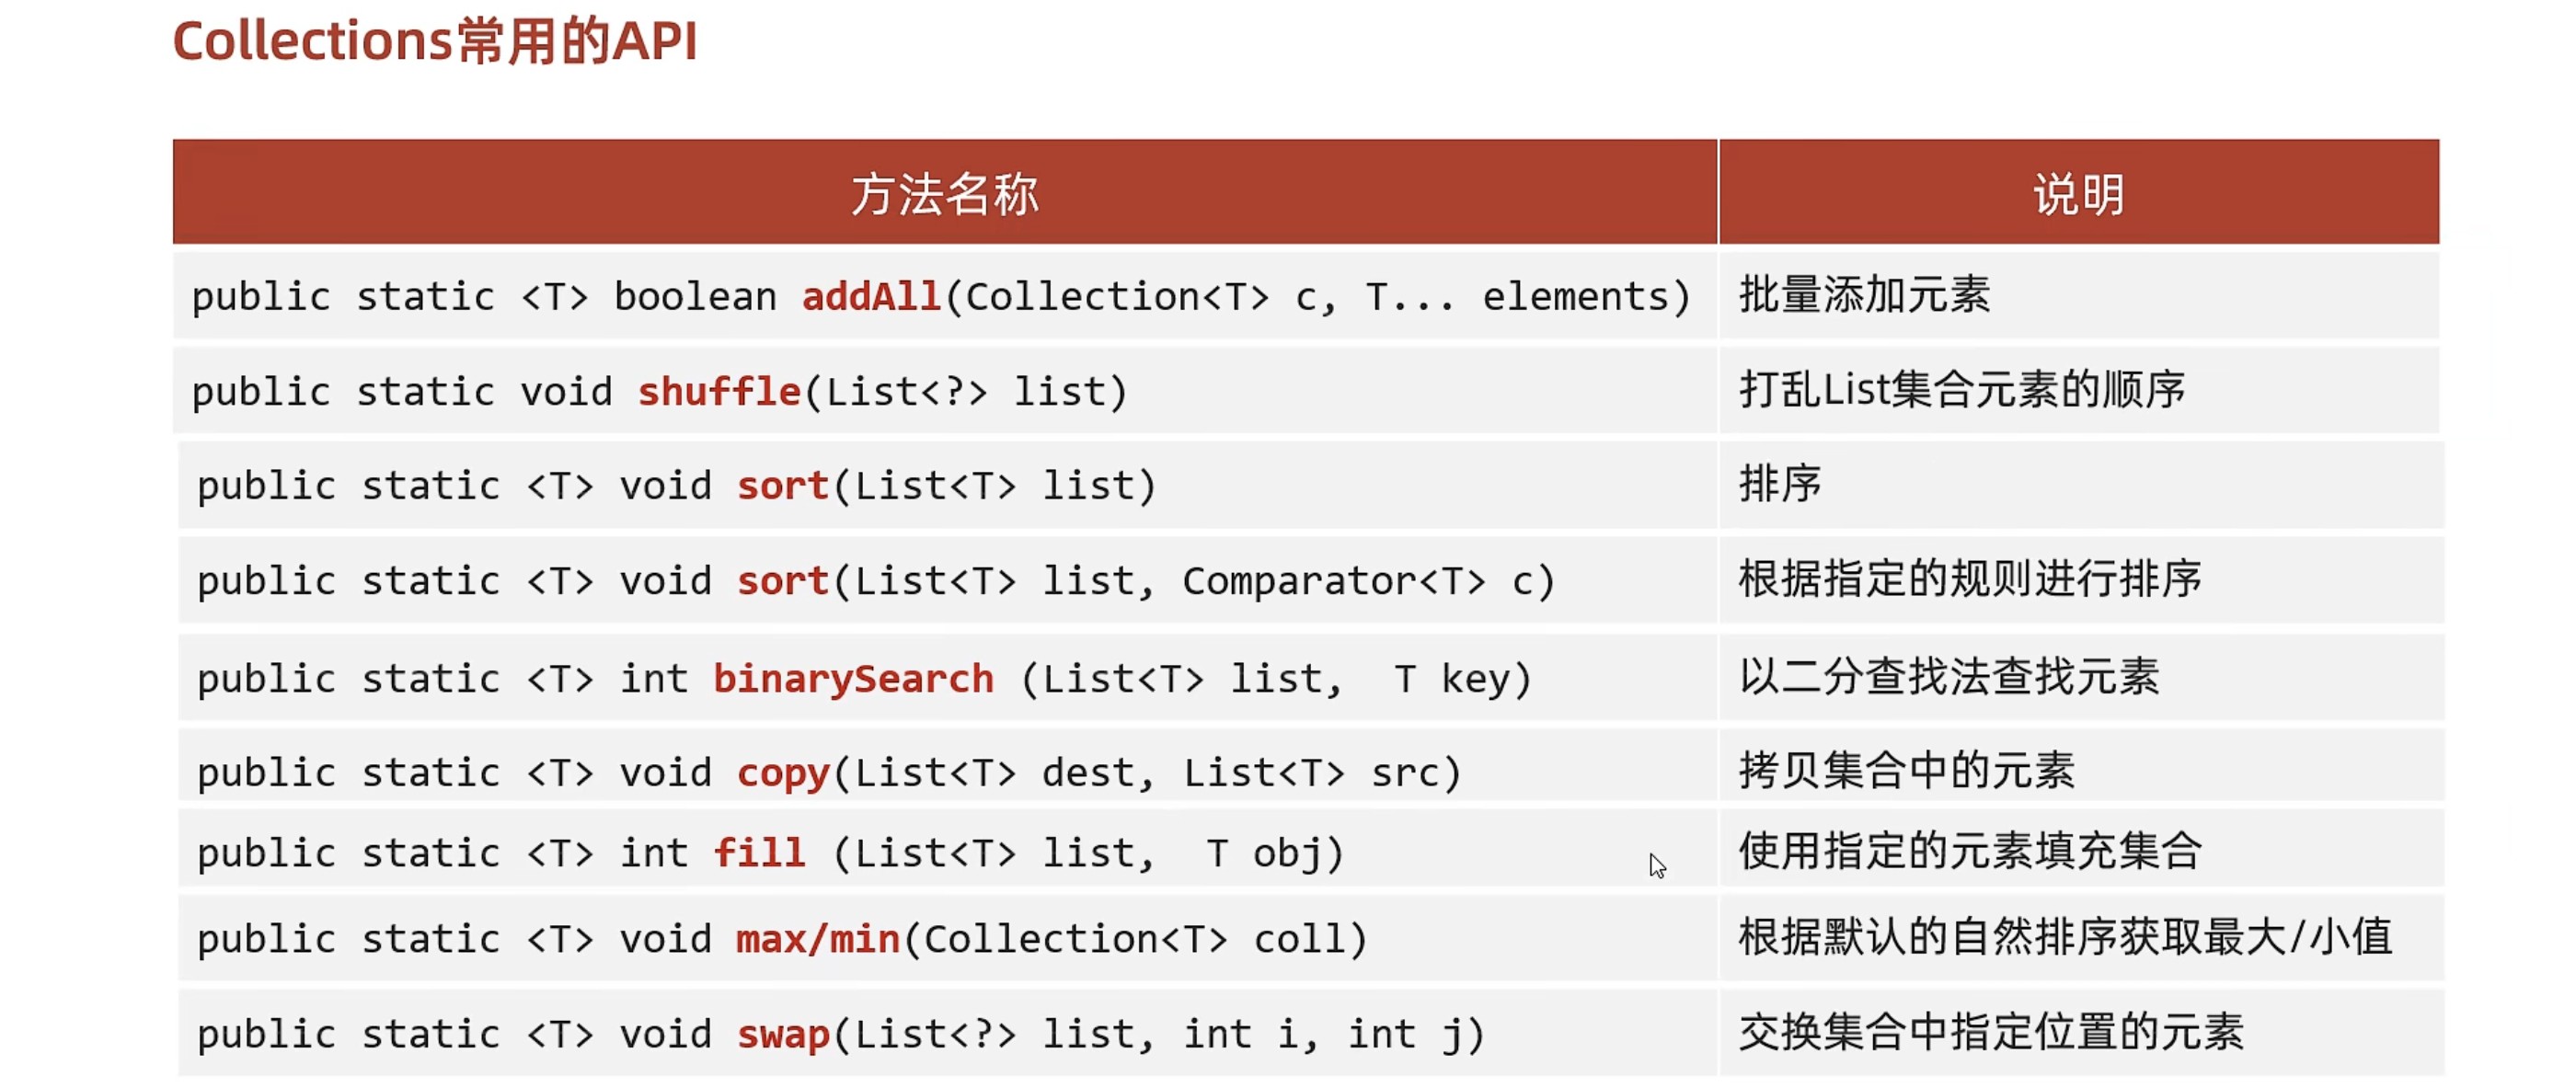 Collections常用的API
方法名称 说明
public static <T> boolean addAll(Collection<T> c, T... elements) 批量添加元素
public static void shuffle(List<?> list) 打乱List集合元素的顺序
public static <T> void sort(List<T> list) 排序
public static <T> void sort(List<T> list, Comparator<T> c) 根据指定的规则进行排序
public static <T> int binarySearch (List<T> list, T key) 以二分查找法查找元素
public static <T> void copy(List<T> dest, List<T> src) 拷贝集合中的元素
public static <T> int fill (List<T> list, T obj) 使用指定的元素填充集合
public static <T> void max/min(Collection<T> coll) 根据默认的自然排序获取最大/小值
public static <T> void swap(List<?> list, int i, int j) 交换集合中指定位置的元素